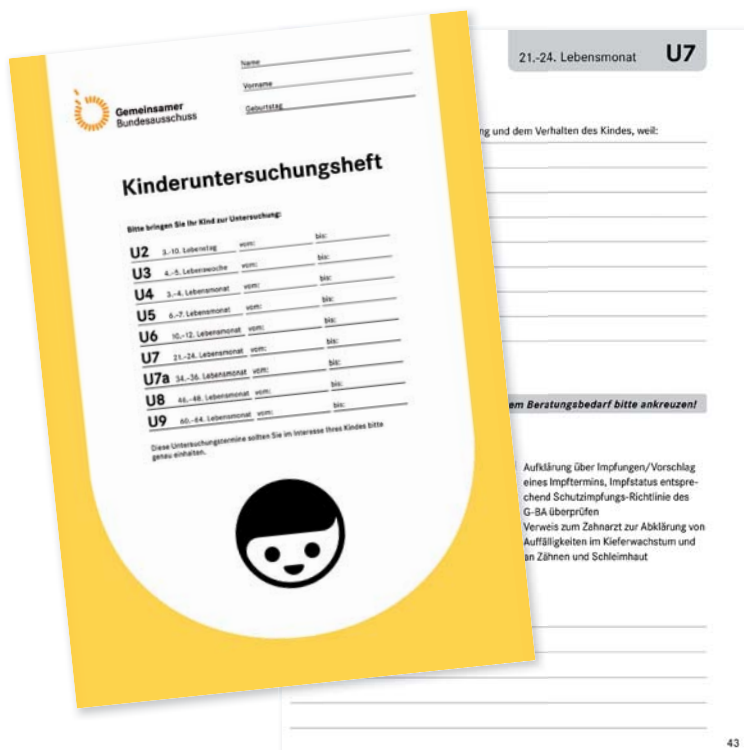 Name
Vorname
Geburtstag
Gemeinsamer
Bundesausschuss
Kinderuntersuchungsheft
Bitte bringen Sie Ihr Kind zur Untersuchung:
U2 3.-10. Lebenstag vom: bis:
U3 4.-5. Lebenswoche vom: bis:
U4 3.-4. Lebensmonat vom: bis:
U5 6.-7. Lebensmonat vom: bis:
U6 10.-12. Lebensmonat vom: bis:
U7 21.-24. Lebensmonat vom: bis:
U7a 34.-36. Lebensmonat vom: bis:
U8 46.-48. Lebensmonat vom: bis:
U9 60.-64. Lebensmonat vom: bis:
Diese Untersuchungstermine sollten Sie im Interesse Ihres Kindes bitte
genau einhalten.
21.-24. Lebensmonat U7
ng und dem Verhalten des Kindes, weil:
em Beratungsbedarf bitte ankreuzen!
Aufklärung über Impfungen/Vorschlag
eines Impftermins, Impfstatus entspre-
chend Schutzimpfungs-Richtlinie des
G-BA überprüfen
Verweis zum Zahnarzt zur Abklärung von
Auffälligkeiten im Kieferwachstum und
an Zähnen und Schleimhaut
43